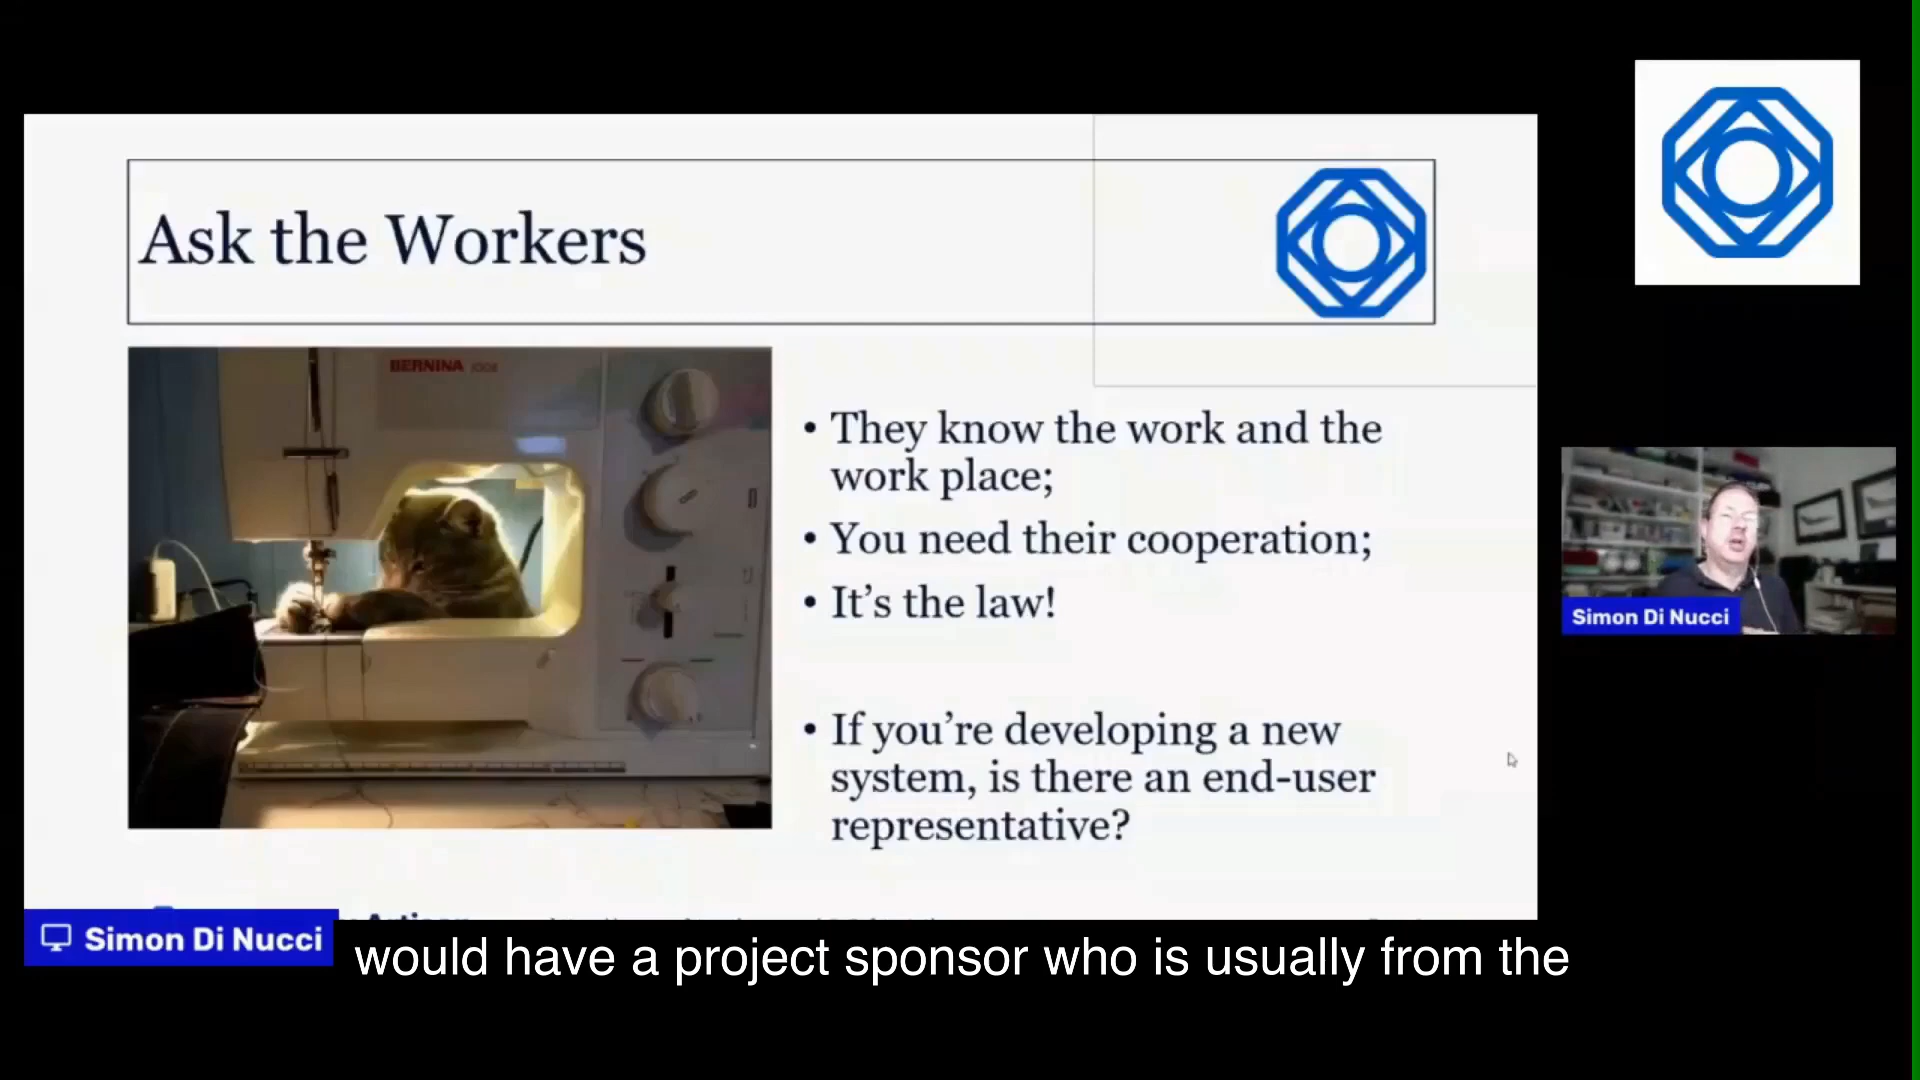 Ask the Workers
BERNINA 1008
• They know the work and the
work place;
• You need their cooperation;
• It’s the law!
• If you’re developing a new
system, is there an end-user
representative?
Simon Di Nucci
Simon Di Nucci
would have a project sponsor who is usually from the